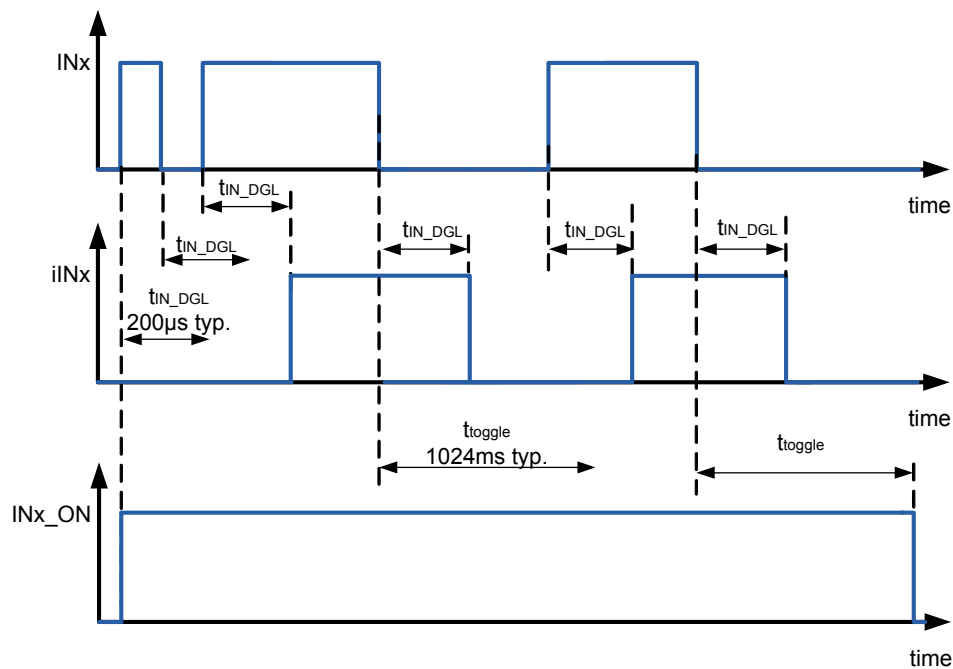 INx
time
tIN_DGL
tIN_DGL
tIN_DGL
tIN_DGL
tIN_DGL
iINx
tIN_DGL
200µs typ.
time
ttoggle
1024ms typ.
ttoggle
INx_ON
time